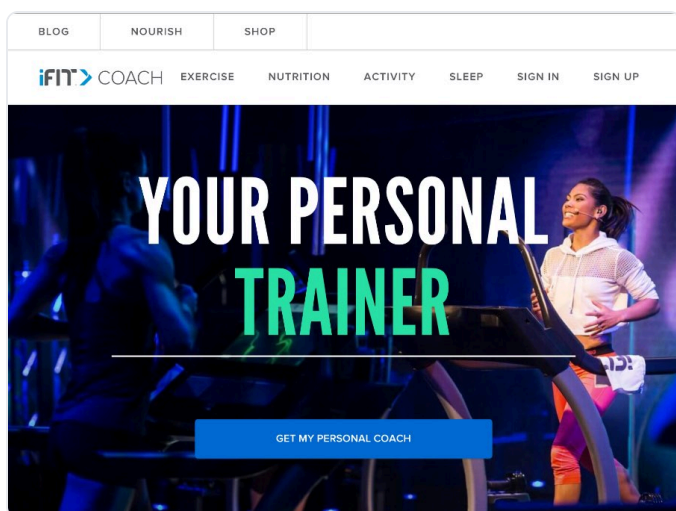 BLOG NOURISH SHOP
iFIT COACH EXERCISE NUTRITION ACTIVITY SLEEP SIGN IN SIGN UP
YOUR PERSONAL
TRAINER
GET MY PERSONAL COACH